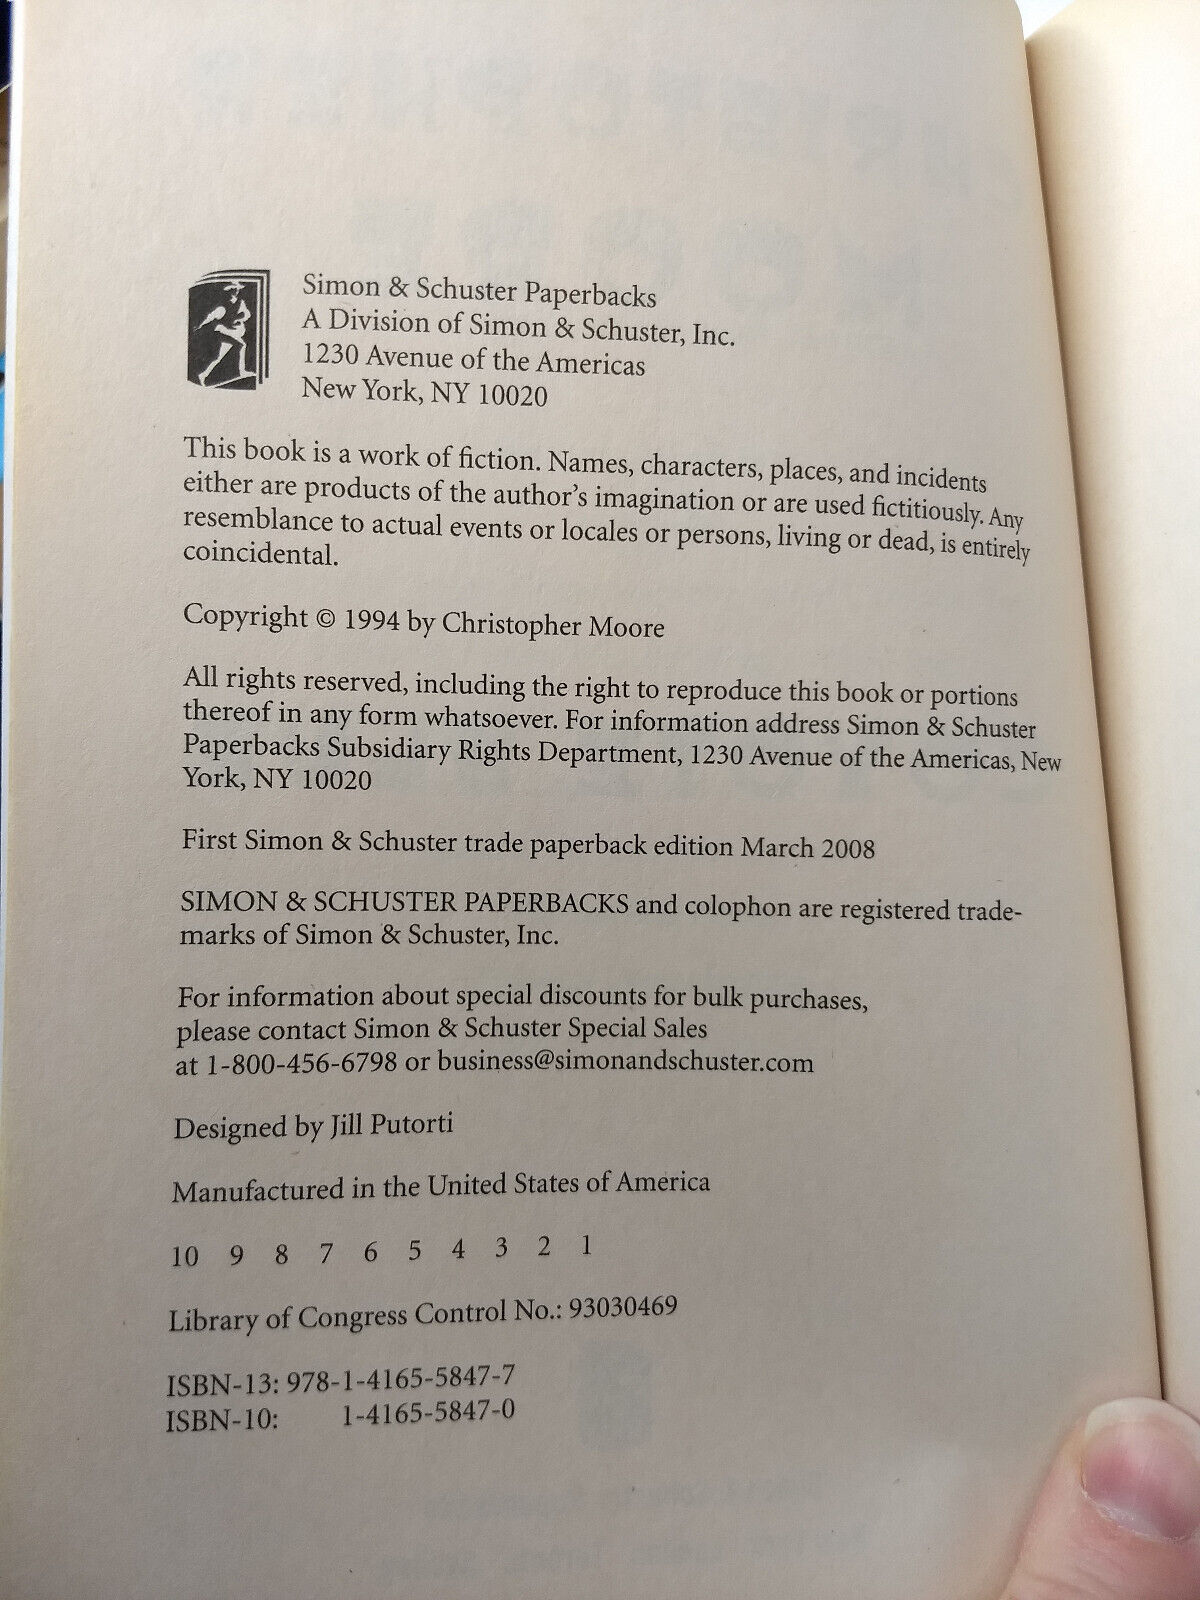 Simon & Schuster Paperbacks
A Division of Simon & Schuster, Inc.
1230 Avenue of the Americas
New York, NY 10020
This book is a work of fiction. Names, characters, places, and incidents
either are products of the author's imagination or are used fictitiously. Any
resemblance to actual events or locales or persons, living or dead, is entirely
coincidental.
Copyright © 1994 by Christopher Moore
All rights reserved, including the right to reproduce this book or portions
thereof in any form whatsoever. For information address Simon & Schuster
Paperbacks Subsidiary Rights Department, 1230 Avenue of the Americas, New
York, NY 10020
First Simon & Schuster trade paperback edition March 2008
SIMON & SCHUSTER PAPERBACKS and colophon are registered trade-
marks of Simon & Schuster, Inc.
For information about special discounts for bulk purchases,
please contact Simon & Schuster Special Sales
at 1-800-456-6798 or business@simonandschuster.com
Designed by Jill Putorti
Manufactured in the United States of America
10 9 8 7 6 5 4 3 2 1
Library of Congress Control No.: 93030469
ISBN-13: 978-1-4165-5847-7
ISBN-10: 1-4165-5847-0